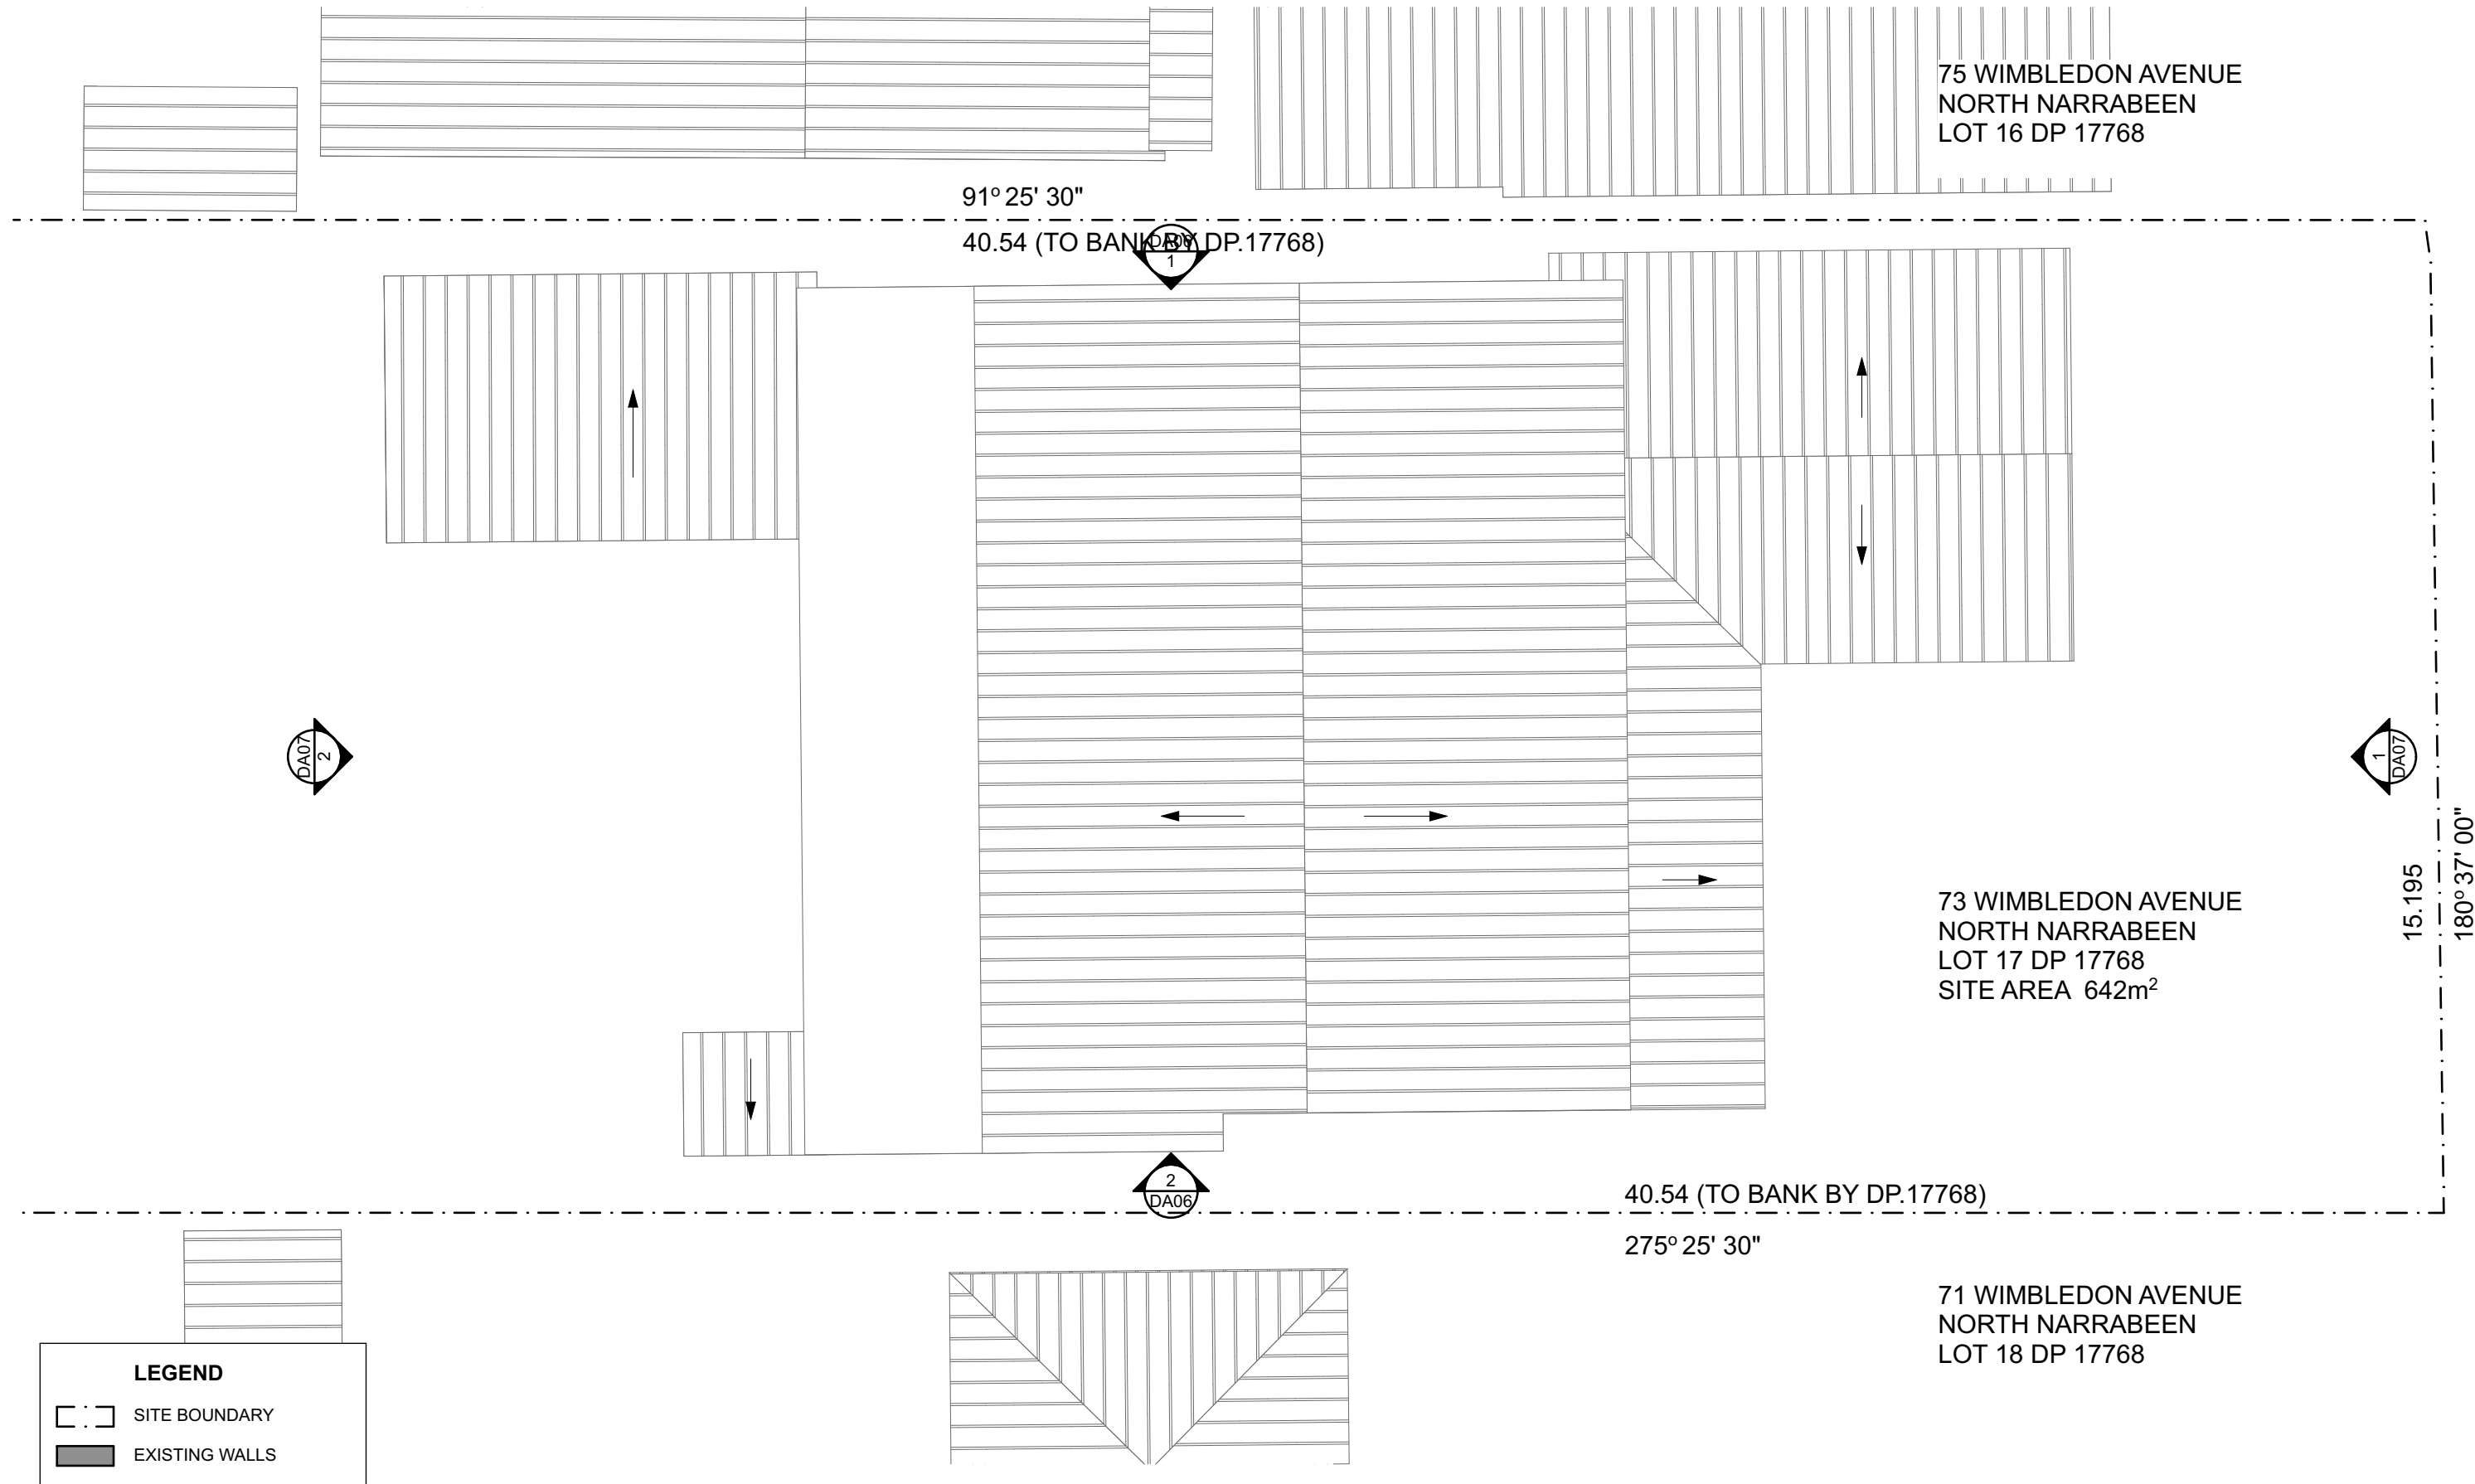 75 WIMBLEDON AVENUE
NORTH NARRABEEN
LOT 16 DP 17768
91° 25' 30"
40.54 (TO BANK BY DP.17768)
DA06
1
DA07
2
1
DA07
15.195
180° 37' 00"
73 WIMBLEDON AVENUE
NORTH NARRABEEN
LOT 17 DP 17768
SITE AREA 642m²
2
DA06
40.54 (TO BANK BY DP.17768)
275° 25' 30"
71 WIMBLEDON AVENUE
NORTH NARRABEEN
LOT 18 DP 17768
LEGEND
SITE BOUNDARY
EXISTING WALLS